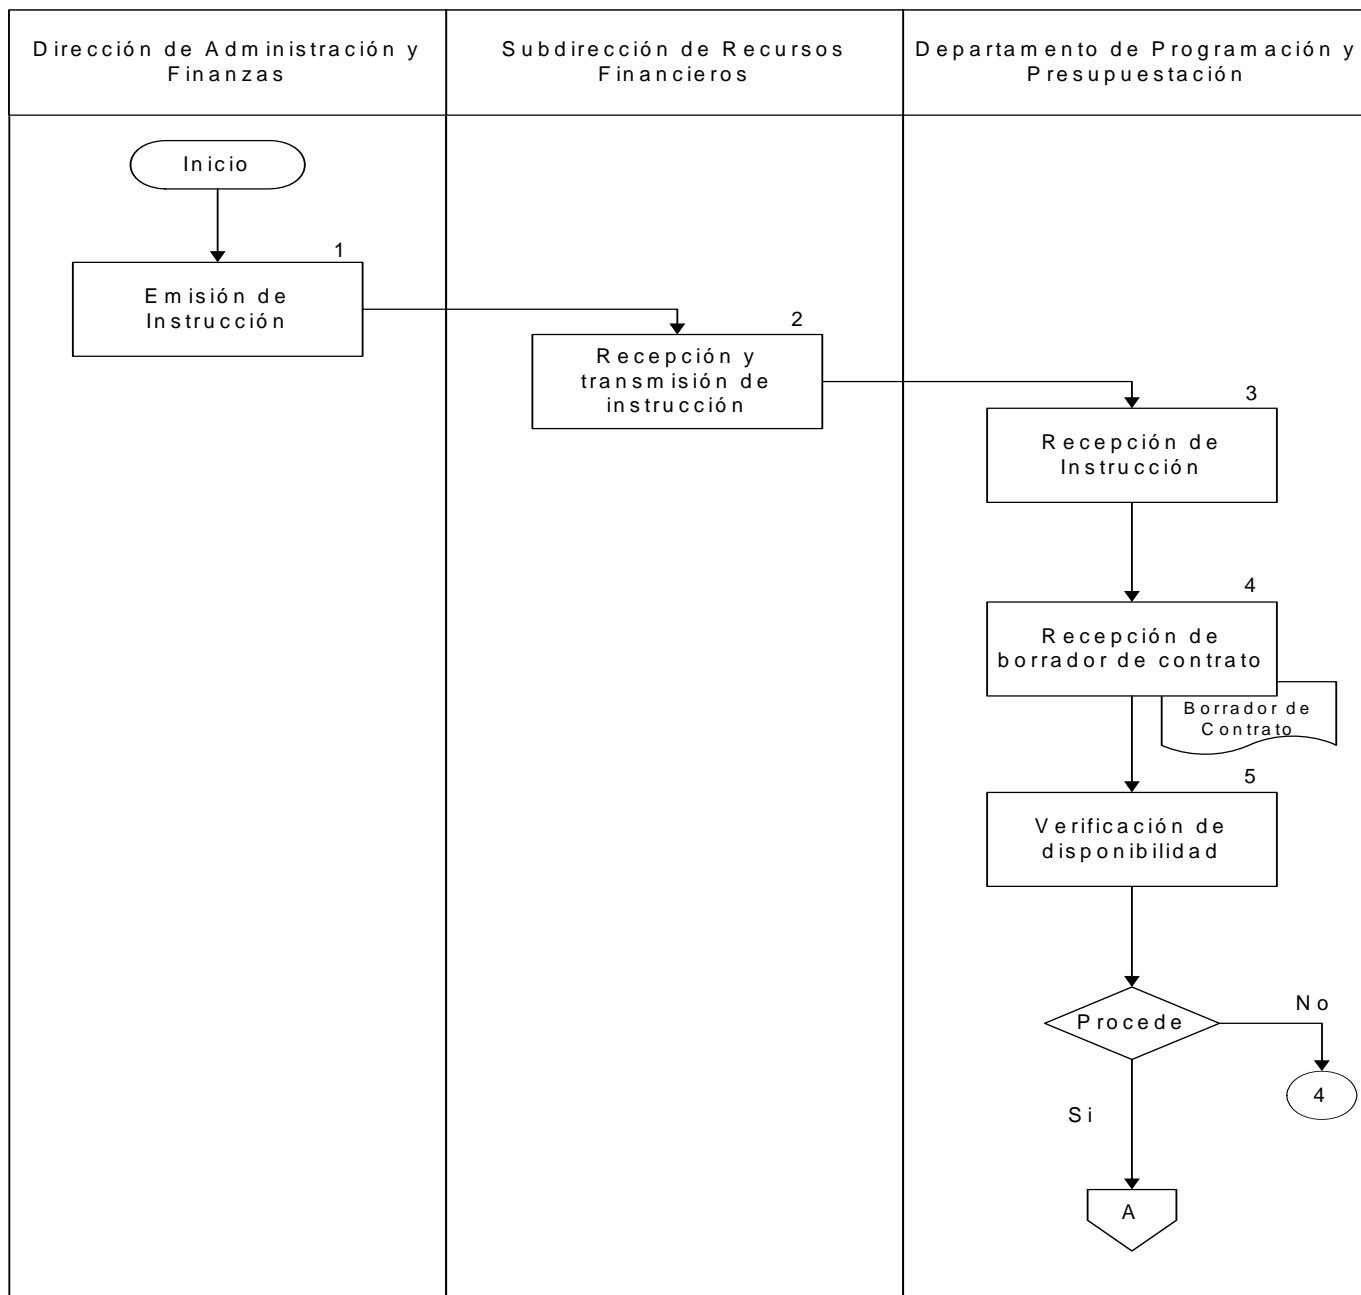 Dirección de Administración y
Finanzas
Subdirección de Recursos
Financieros
Departamento de Programación y
Presupuestación
Inicio
1
Emisión de
Instrucción
2
Recepción y
transmisión de
instrucción
3
Recepción de
Instrucción
4
Recepción de
borrador de contrato
Borrador de
Contrato
5
Verificación de
disponibilidad
Procede
No
4
Si
A